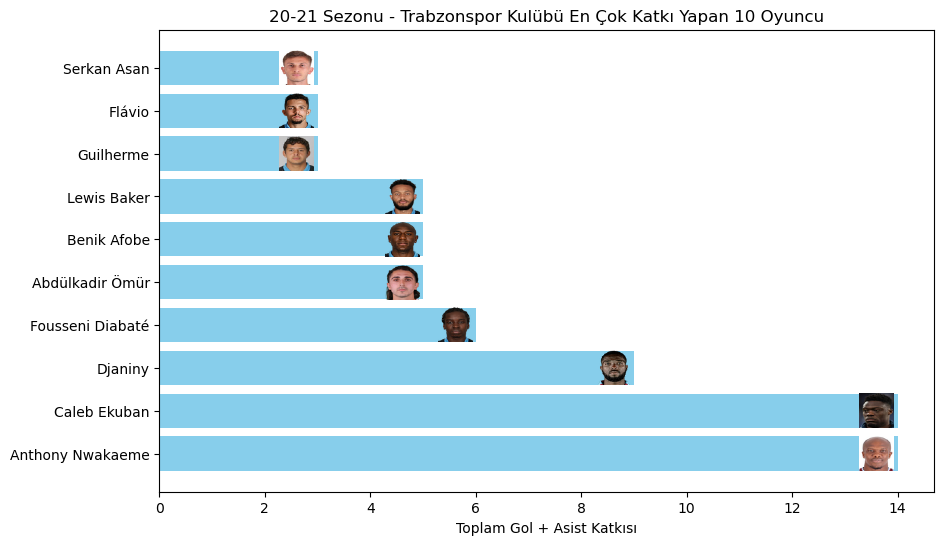 20-21 Sezonu - Trabzonspor Kulübü En Çok Katkı Yapan 10 Oyuncu
Serkan Asan
Flávio
Guilherme
Lewis Baker
Benik Afobe
Abdülkadir Ömür
Fousseni Diabaté
Djaniny
Caleb Ekuban
Anthony Nwakaeme
0 2 4 6 8 10 12 14
Toplam Gol + Asist Katkısı